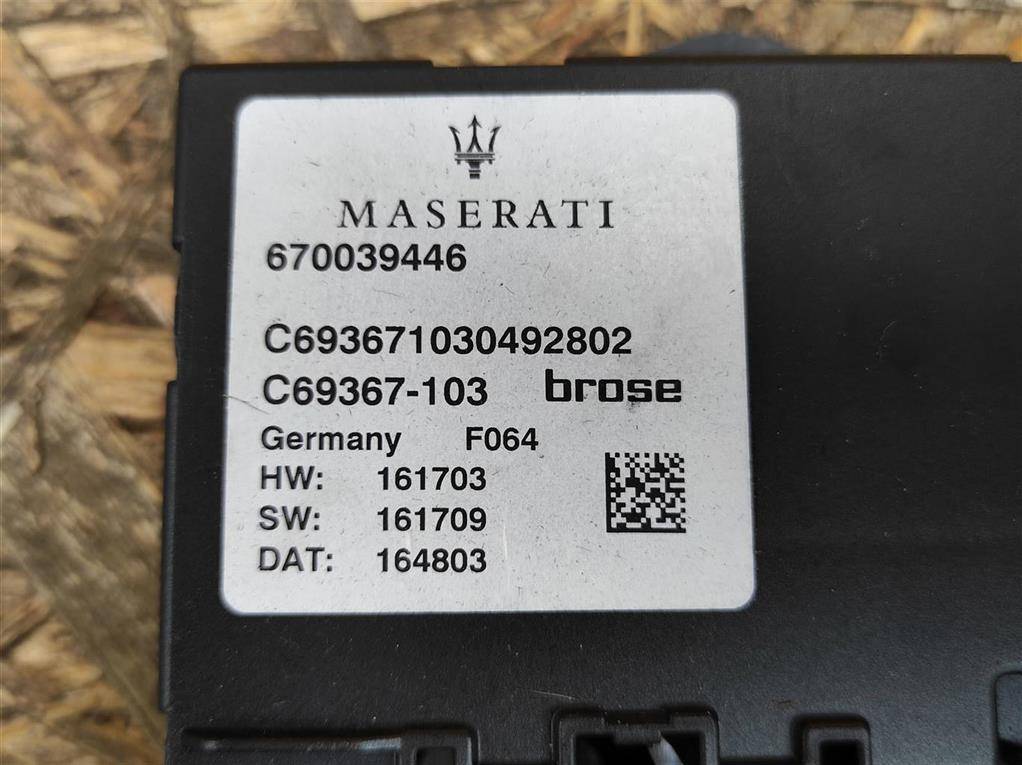 MASERATI
670039446
C693671030492802
C69367-103 brose
Germany F064
HW: 161703
SW: 161709
DAT: 164803